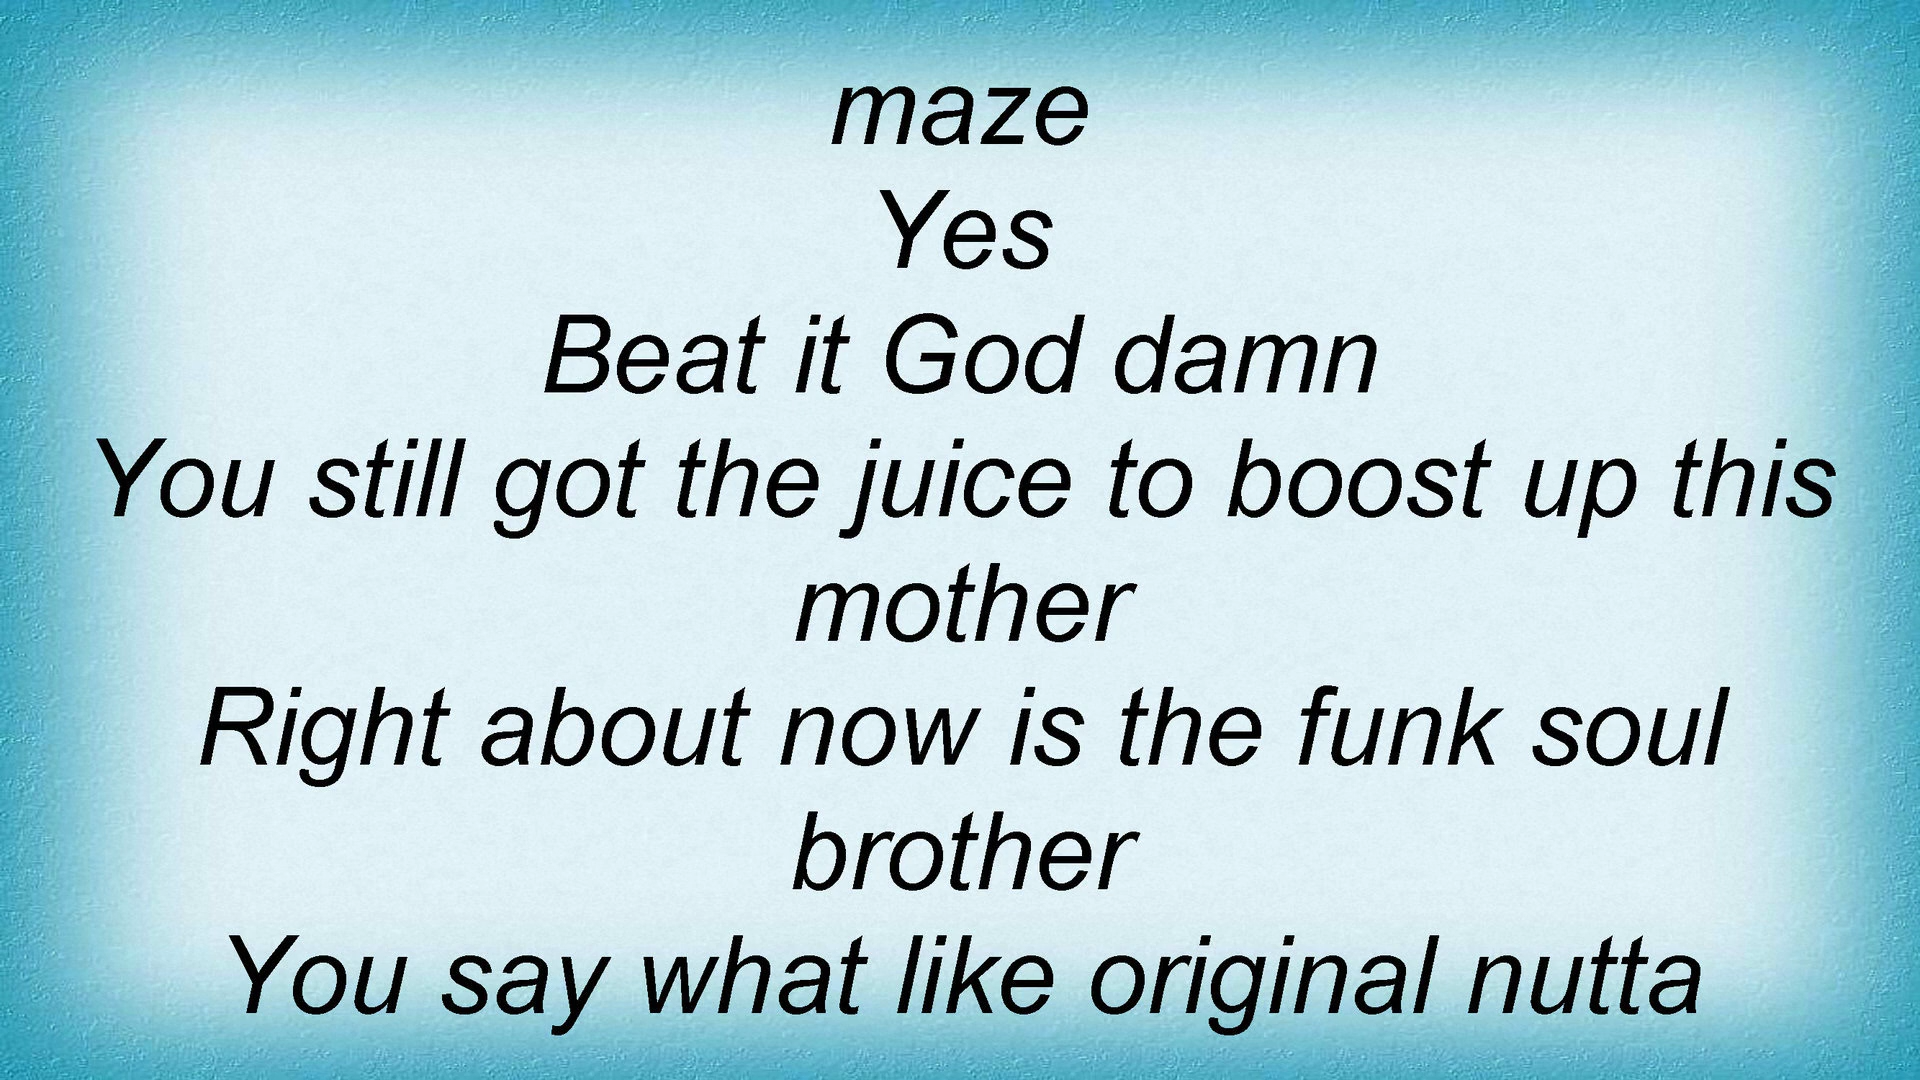 maze
Yes
Beat it God damn
You still got the juice to boost up this
mother
Right about now is the funk soul
brother
You say what like original nutta